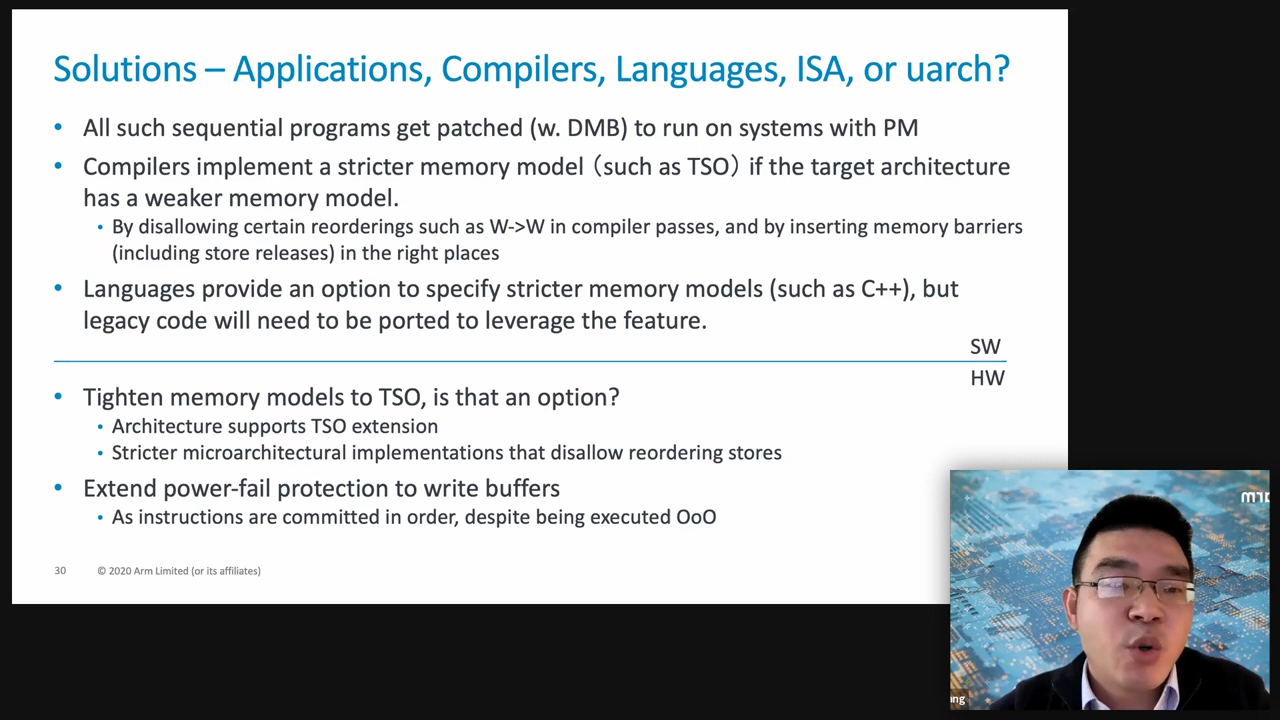 Solutions – Applications, Compilers, Languages, ISA, or uarch?
• All such sequential programs get patched (w. DMB) to run on systems with PM
• Compilers implement a stricter memory model（such as TSO）if the target architecture
has a weaker memory model.
• By disallowing certain reorderings such as W->W in compiler passes, and by inserting memory barriers
(including store releases) in the right places
• Languages provide an option to specify stricter memory models (such as C++), but
legacy code will need to be ported to leverage the feature.
SW
HW
• Tighten memory models to TSO, is that an option?
• Architecture supports TSO extension
• Stricter microarchitectural implementations that disallow reordering stores
• Extend power-fail protection to write buffers
• As instructions are committed in order, despite being executed OoO
30 © 2020 Arm Limited (or its affiliates)
ang